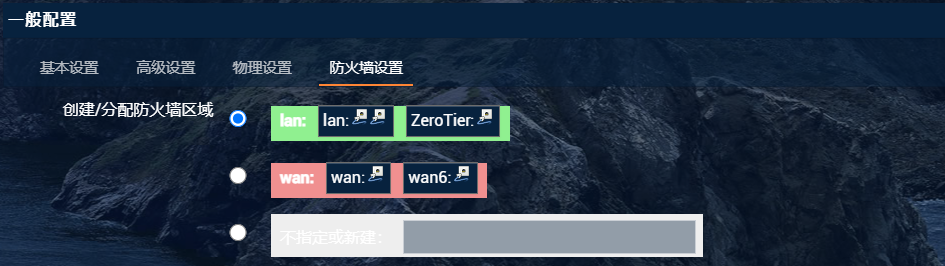 一般配置
基本设置 高级设置 物理设置 防火墙设置
创建/分配防火墙区域 lan: lan: ZeroTier:
wan: wan: wan6:
不指定或新建: